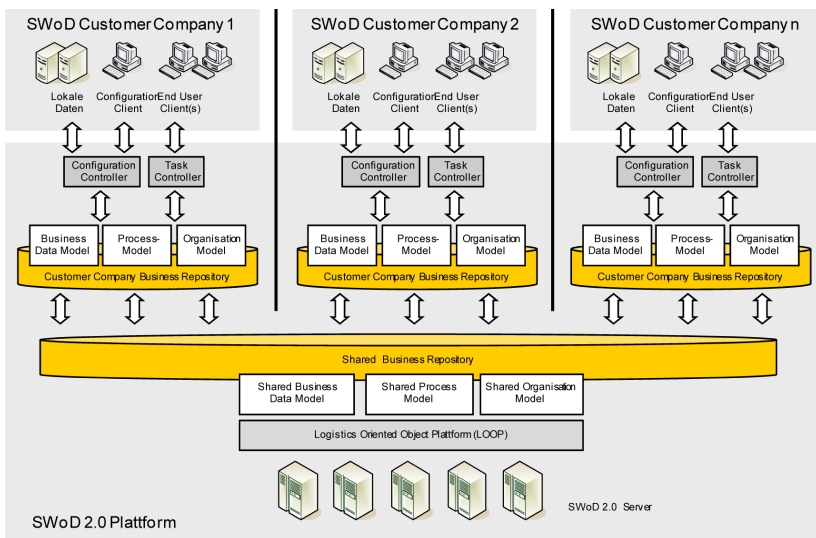 SWoD Customer Company 1
SWoD Customer Company 2
SWoD Customer Company n
Lokale
Daten
Configuration
Client
End User
Client(s)
Lokale
Daten
Configuration
Client
End User
Client(s)
Lokale
Daten
Configuration
Client
End User
Client(s)
Configuration
Controller
Task
Controller
Configuration
Controller
Task
Controller
Configuration
Controller
Task
Controller
Business
Data Model
Process-
Model
Organisation
Model
Business
Data Model
Process-
Model
Organisation
Model
Business
Data Model
Process-
Model
Organisation
Model
Customer Company Business Repository
Customer Company Business Repository
Customer Company Business Repository
Shared Business Repository
Shared Business
Data Model
Shared Process
Model
Shared Organisation
Model
Logistics Oriented Object Plattform (LOOP)
SWoD 2.0 Server
SWoD 2.0 Plattform